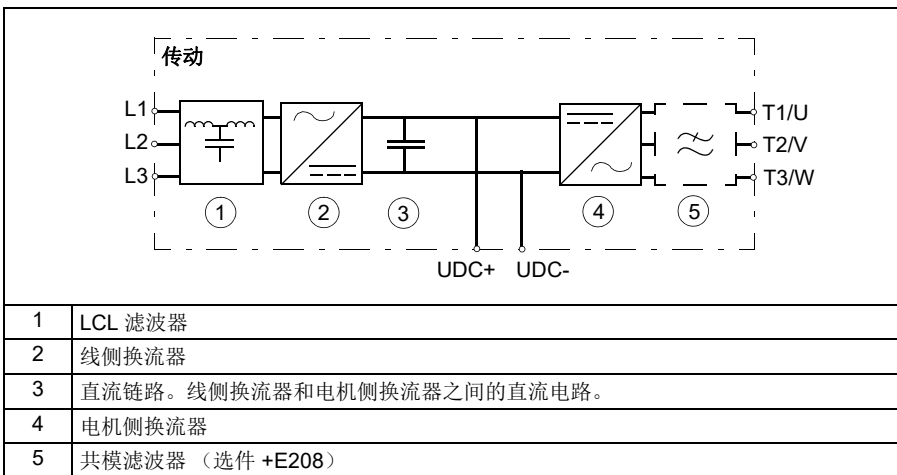 传动
L1
L2
L3
T1/U
T2/V
T3/W
1
2
3
4
5
UDC+ UDC-
1 LCL 滤波器
2 线侧换流器
3 直流链路。线侧换流器和电机侧换流器之间的直流电路。
4 电机侧换流器
5 共模滤波器 （选件 +E208）